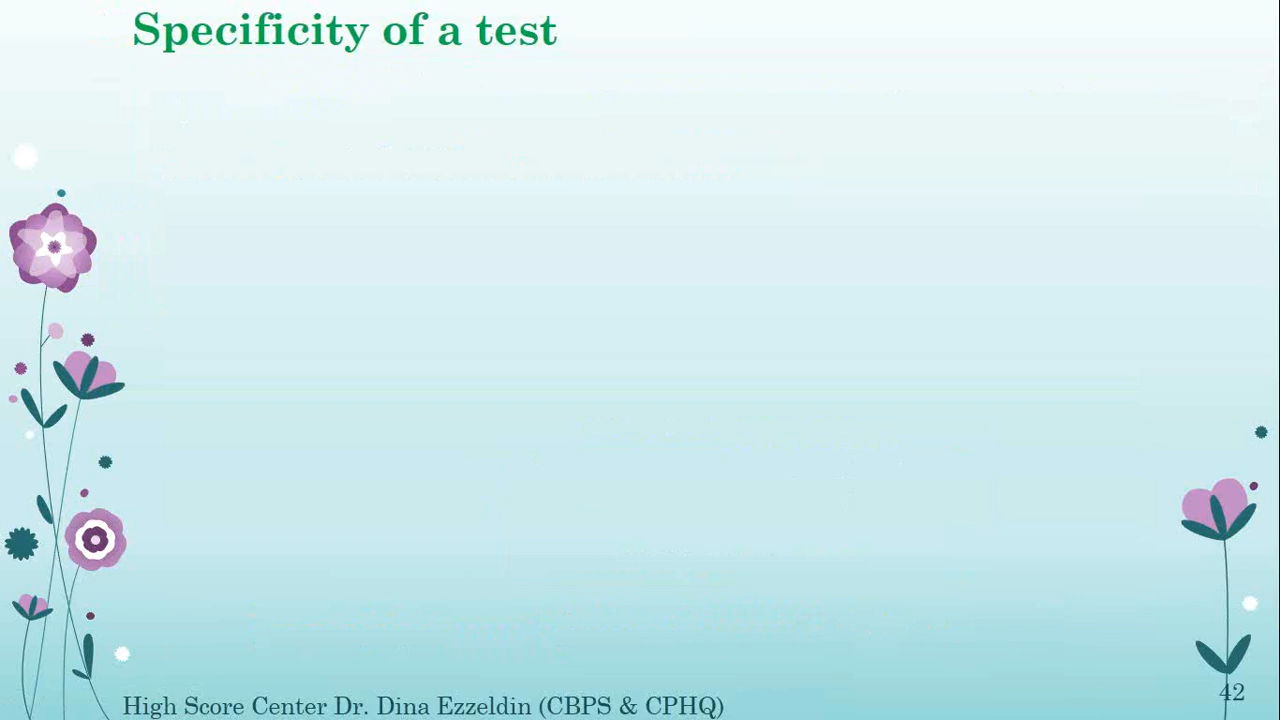 Specificity of a test
High Score Center Dr. Dina Ezzeldin (CBPS & CPHQ)
42